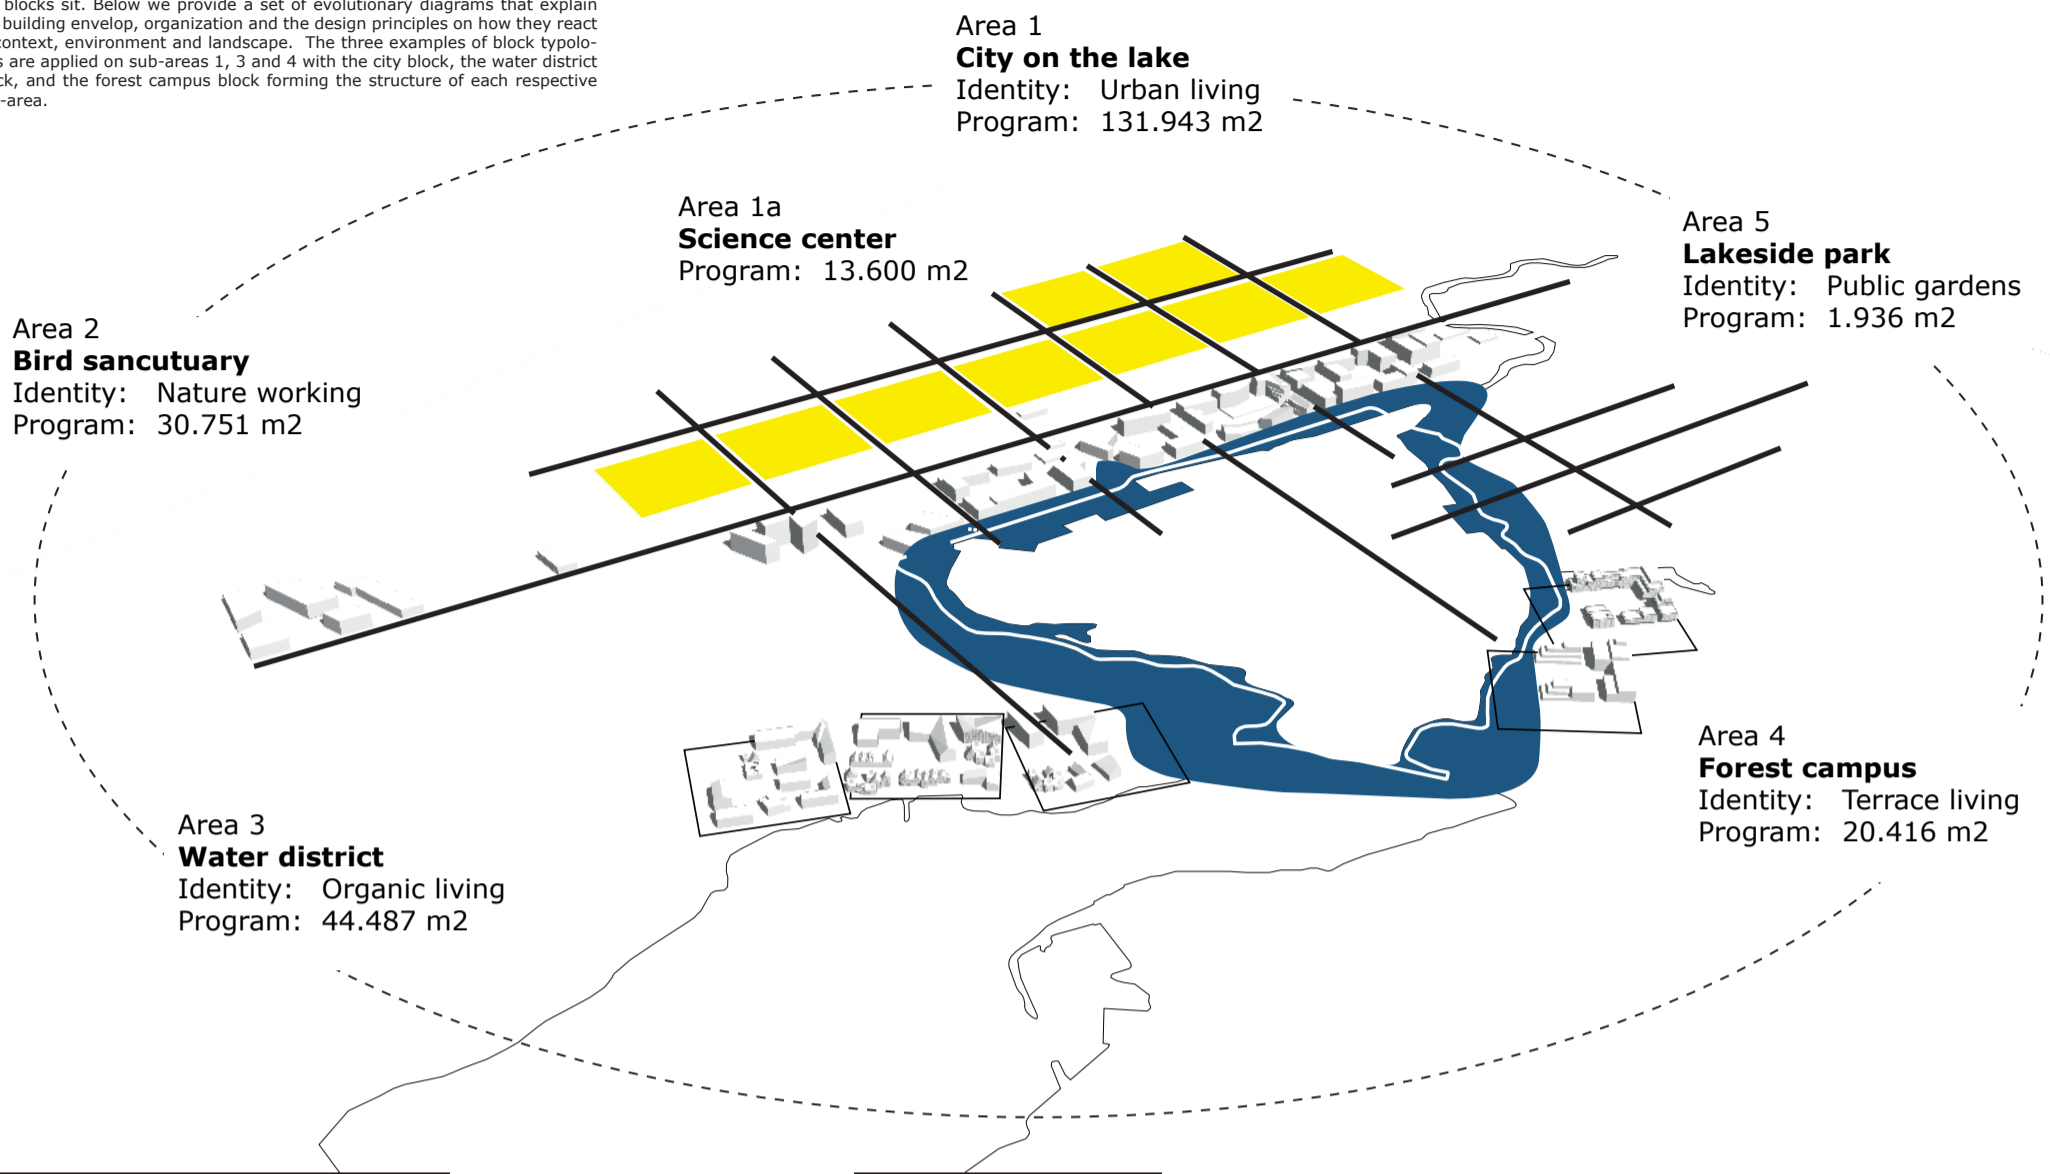 blocks sit. Below we provide a set of evolutionary diagrams that explain
building envelop, organization and the design principles on how they react
context, environment and landscape. The three examples of block typolo-
s are applied on sub-areas 1, 3 and 4 with the city block, the water district
ck, and the forest campus block forming the structure of each respective
-area.
Area 1
City on the lake
Identity: Urban living
Program: 131.943 m2
Area 1a
Science center
Program: 13.600 m2
Area 5
Lakeside park
Identity: Public gardens
Program: 1.936 m2
Area 2
Bird sancutuary
Identity: Nature working
Program: 30.751 m2
Area 4
Forest campus
Identity: Terrace living
Program: 20.416 m2
Area 3
Water district
Identity: Organic living
Program: 44.487 m2